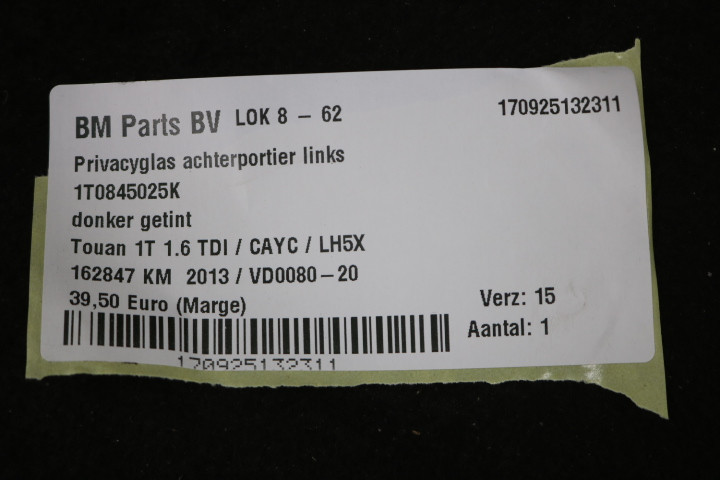 BM Parts BV LOK 8 - 62 170925132311
Privacyglas achterportier links
1T0845025K
donker getint
Touan 1T 1.6 TDI / CAYC / LH5X
162847 KM 2013 / VD0080-20
39,50 Euro (Marge)
Verz: 15
Aantal: 1
170925132311